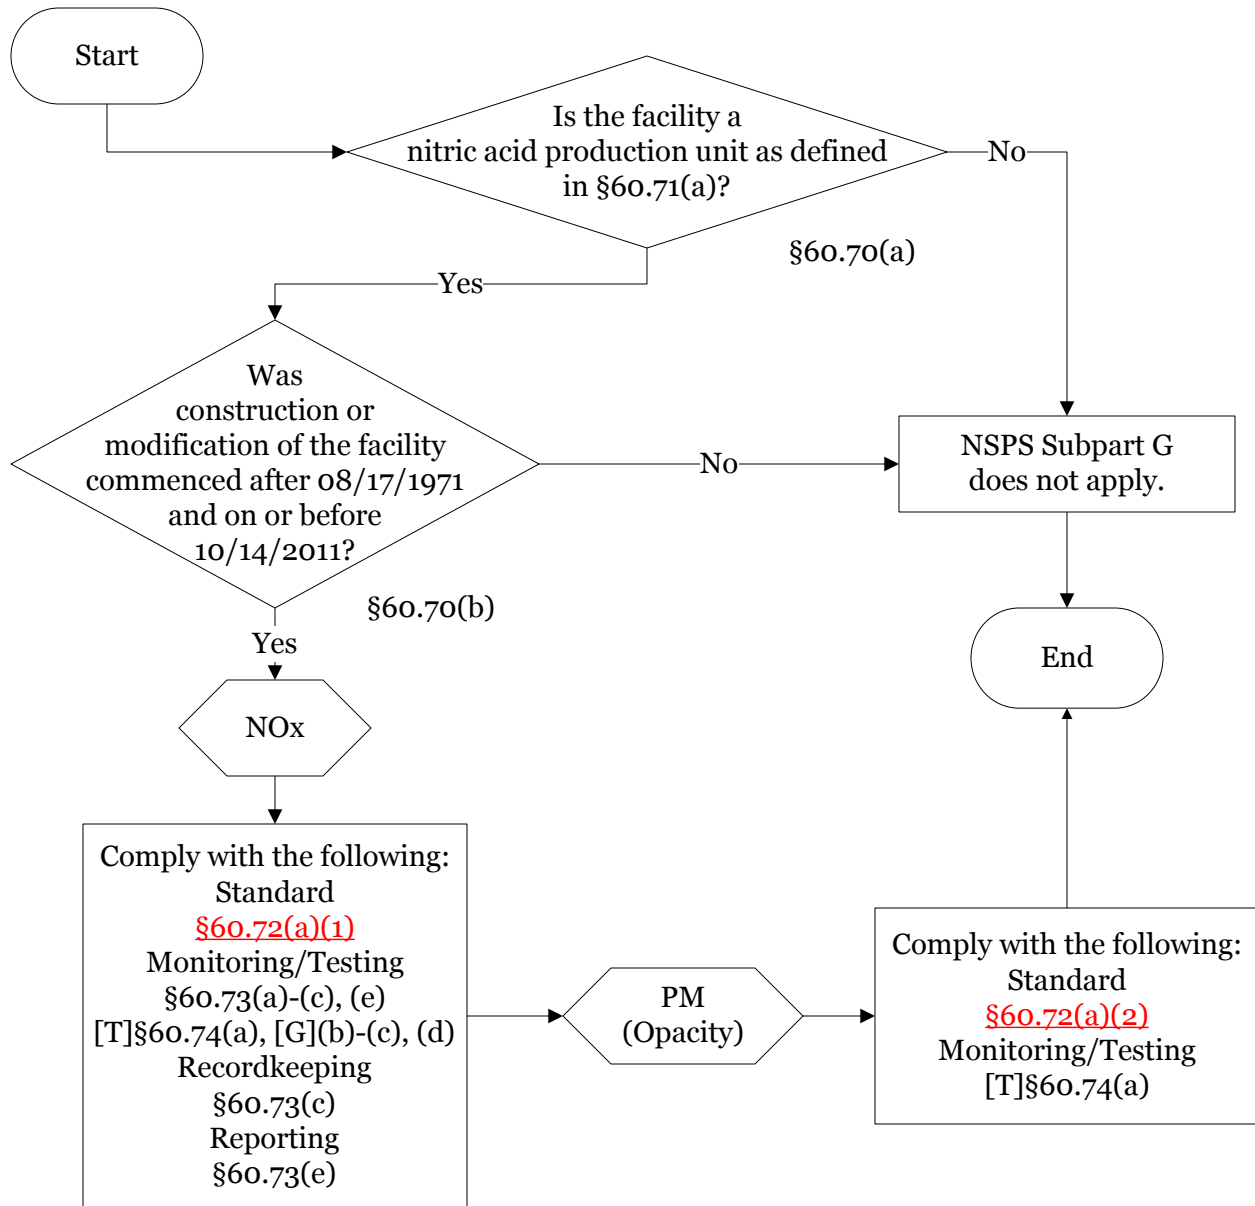 Start
Is the facility a
nitric acid production unit as defined
in §60.71(a)?
No
§60.70(a)
Yes
Was
construction or
modification of the facility
commenced after 08/17/1971
and on or before
10/14/2011?
No
NSPS Subpart G
does not apply.
§60.70(b)
Yes
End
NOx
Comply with the following:
Standard
§60.72(a)(1)
Monitoring/Testing
§60.73(a)-(c), (e)
[T]§60.74(a), [G](b)-(c), (d)
Recordkeeping
§60.73(c)
Reporting
§60.73(e)
PM
(Opacity)
Comply with the following:
Standard
§60.72(a)(2)
Monitoring/Testing
[T]§60.74(a)